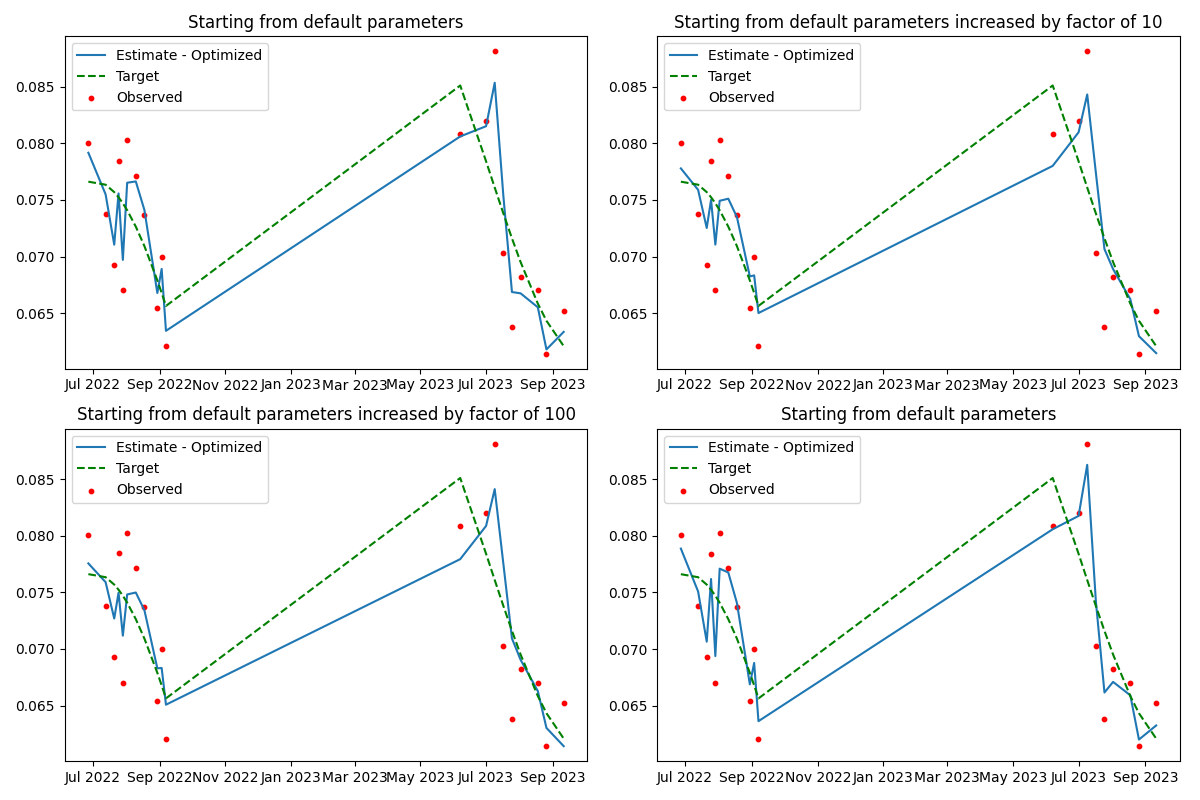 Starting from default parameters
Estimate - Optimized
Target
Observed
0.085
0.080
0.075
0.070
0.065
Jul 2022 Sep 2022 Nov 2022 Jan 2023 Mar 2023 May 2023 Jul 2023 Sep 2023
Starting from default parameters increased by factor of 10
Estimate - Optimized
Target
Observed
0.085
0.080
0.075
0.070
0.065
Jul 2022 Sep 2022 Nov 2022 Jan 2023 Mar 2023 May 2023 Jul 2023 Sep 2023
Starting from default parameters increased by factor of 100
Estimate - Optimized
Target
Observed
0.085
0.080
0.075
0.070
0.065
Jul 2022 Sep 2022 Nov 2022 Jan 2023 Mar 2023 May 2023 Jul 2023 Sep 2023
Starting from default parameters
Estimate - Optimized
Target
Observed
0.085
0.080
0.075
0.070
0.065
Jul 2022 Sep 2022 Nov 2022 Jan 2023 Mar 2023 May 2023 Jul 2023 Sep 2023